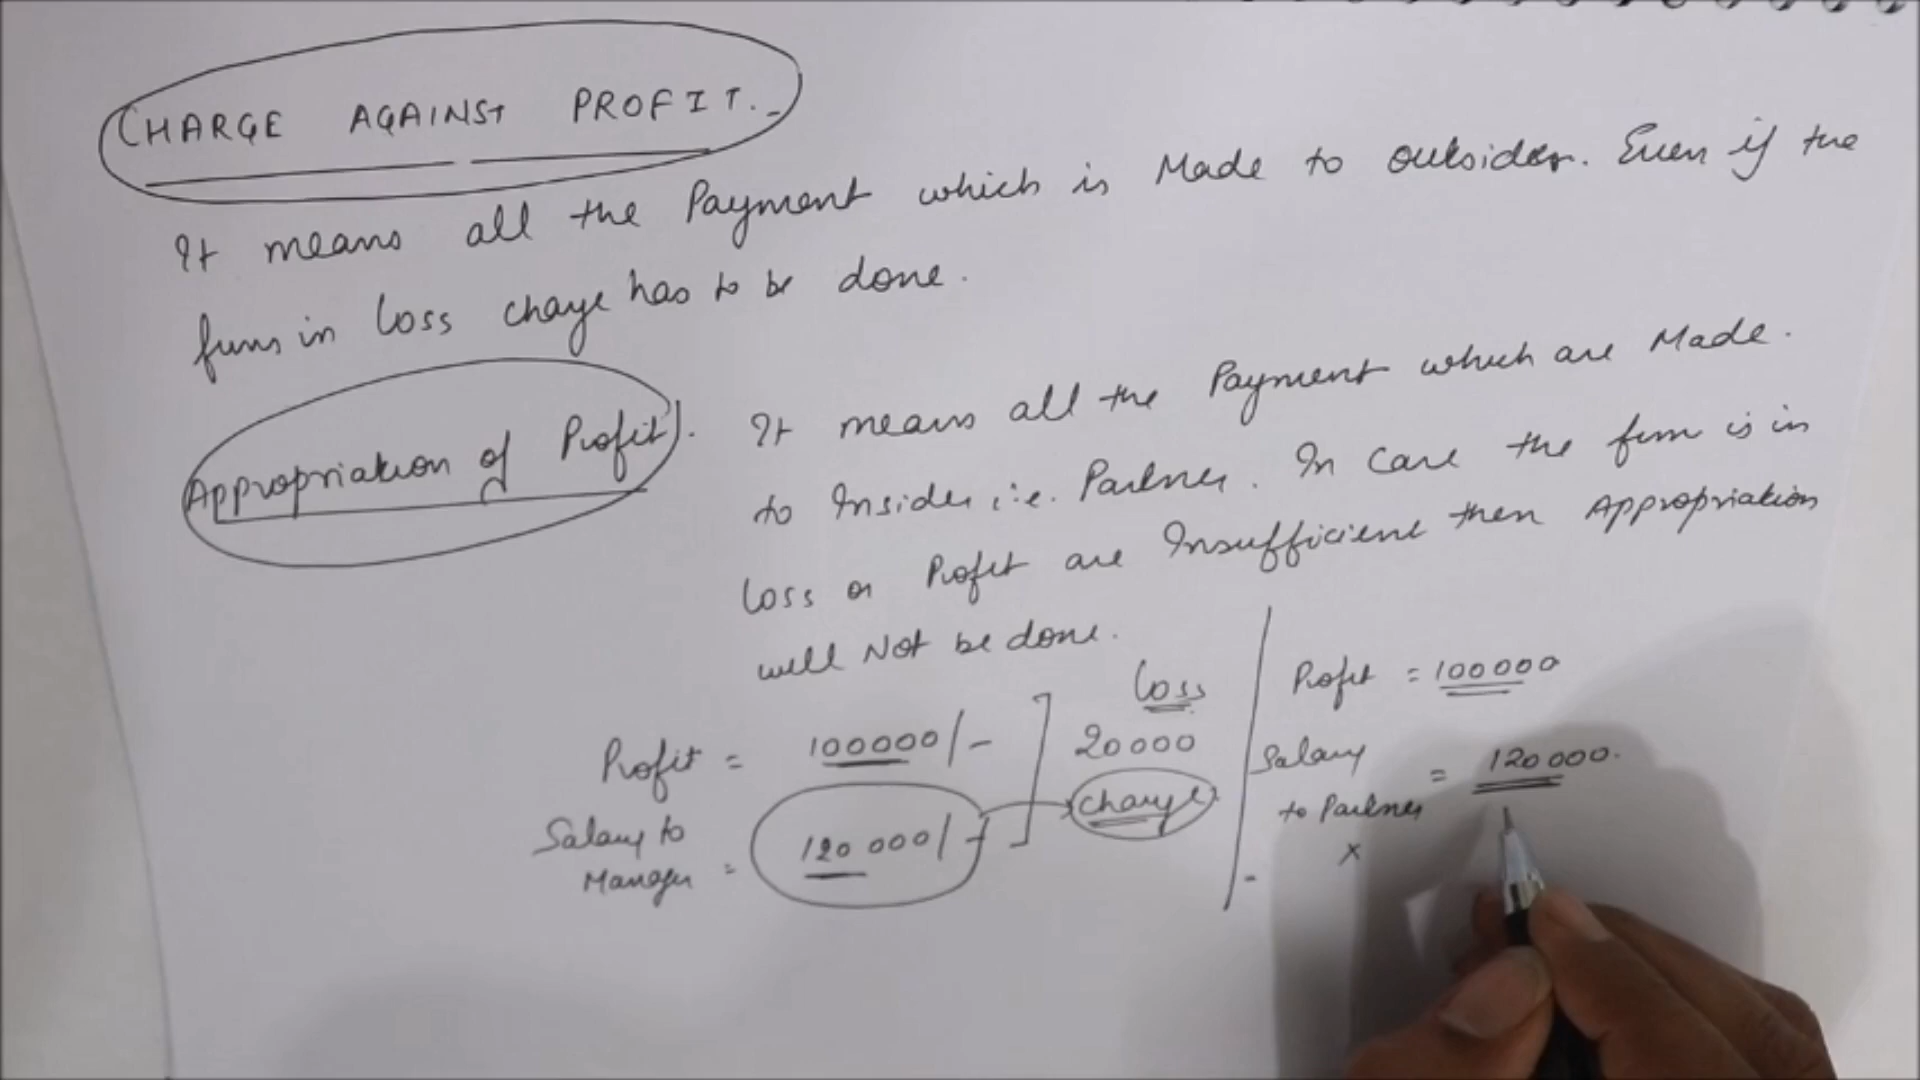 CHARGE AGAINST PROFIT.
It means all the Payment which is Made to outsider. Even if the
firm in loss charge has to be done.
Appropriation of Profit). It means all the Payment which are Made.
to Insider i.e. Partner. In Case the firm is in
loss or Profit are Insufficient then Appropriation
will Not be done.
Profit = 100000/-
Salary to
Manager = 120000/-
Loss
20000
Charge
Profit = 100000
Salary
to Partner = 120000.
x